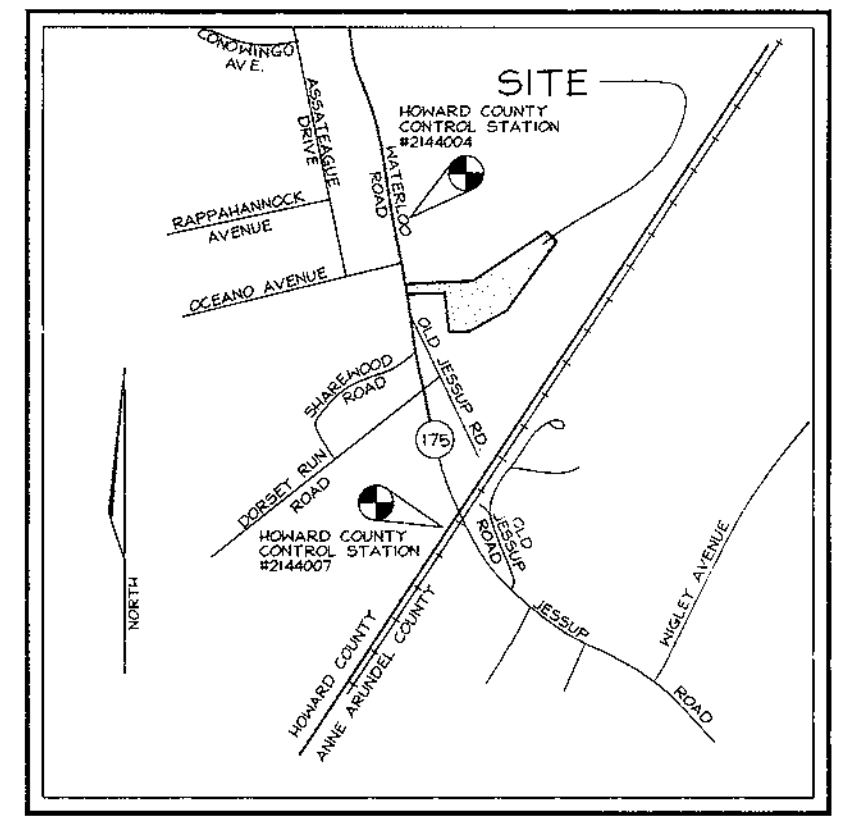 CONOWINGO
AVE.
SITE
ASSATEAGUE
DRIVE
HOWARD COUNTY
CONTROL STATION
#2144004
WATERLOO
ROAD
RAPPAHANNOCK
AVENUE
OCEANO AVENUE
OLD JESSUP RD.
SHAREWOOD
ROAD
175
DORSET RUN
ROAD
HOWARD COUNTY
CONTROL STATION
#2144007
OLD
JESSUP
ROAD
WIGLEY AVENUE
NORTH
JESSUP
ROAD
HOWARD COUNTY
ANNE ARUNDEL COUNTY